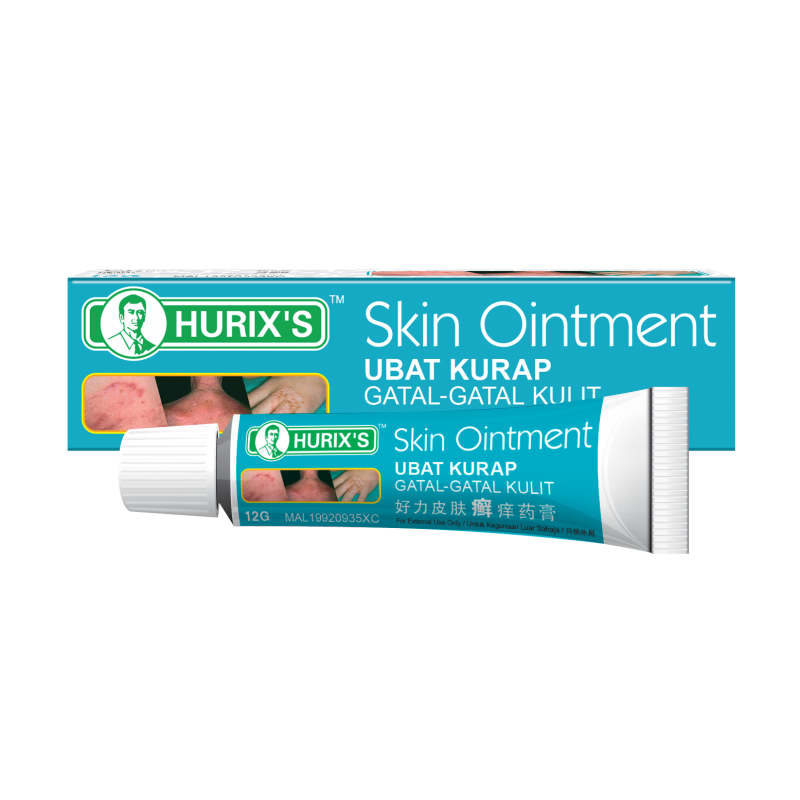 HURIX'S TM
Skin Ointment
UBAT KURAP
GATAL-GATAL KULIT
HURIX'S TM
Skin Ointment
UBAT KURAP
GATAL-GATAL KULIT
好力皮肤癣痒药膏
12G MAL19920935XC
For External Use Only / Untuk Kegunaan Luar Sahaja / 只供外用